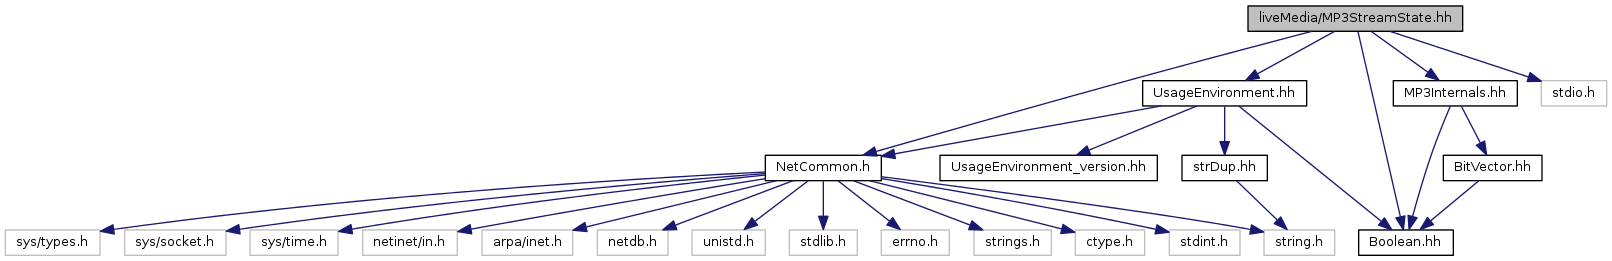 liveMedia/MP3StreamState.hh
UsageEnvironment.hh
MP3Internals.hh
stdio.h
NetCommon.h
UsageEnvironment_version.hh
strDup.hh
BitVector.hh
sys/types.h
sys/socket.h
sys/time.h
netinet/in.h
arpa/inet.h
netdb.h
unistd.h
stdlib.h
errno.h
strings.h
ctype.h
stdint.h
string.h
Boolean.hh